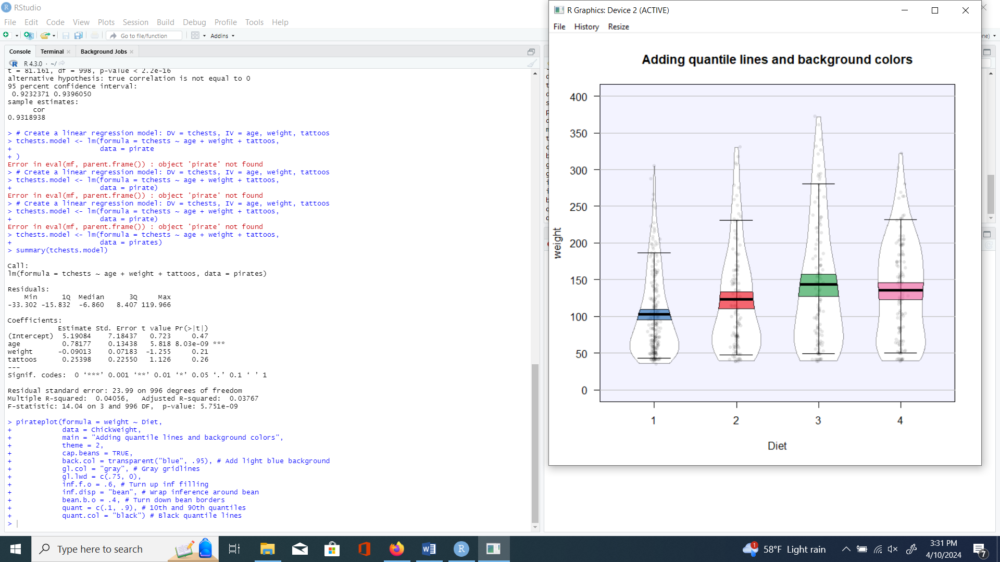 RStudio
File Edit Code View Plots Session Build Debug Profile Tools Help
Go to file/function
Addins
Console Terminal Background Jobs
R 4.3.0 · ~/
t = 81.161, df = 998, p-value < 2.2e-16
alternative hypothesis: true correlation is not equal to 0
95 percent confidence interval:
 0.9232371 0.9396050
sample estimates:
      cor
0.9318938
> # Create a linear regression model: DV = tchests, IV = age, weight, tattoos
> tchests.model <- lm(formula = tchests ~ age + weight + tattoos,
+                     data = pirate
+ )
Error in eval(mf, parent.frame()) : object 'pirate' not found
> # Create a linear regression model: DV = tchests, IV = age, weight, tattoos
> tchests.model <- lm(formula = tchests ~ age + weight + tattoos,
+                     data = pirate)
Error in eval(mf, parent.frame()) : object 'pirate' not found
> # Create a linear regression model: DV = tchests, IV = age, weight, tattoos
> tchests.model <- lm(formula = tchests ~ age + weight + tattoos,
+                     data = pirate)
Error in eval(mf, parent.frame()) : object 'pirate' not found
> tchests.model <- lm(formula = tchests ~ age + weight + tattoos,
+                     data = pirates)
> summary(tchests.model)
Call:
lm(formula = tchests ~ age + weight + tattoos, data = pirates)
Residuals:
    Min      1Q  Median      3Q     Max
-33.302 -15.832  -6.860   8.407 119.966
Coefficients:
            Estimate Std. Error t value Pr(>|t|)
(Intercept)  5.19084    7.18437   0.723     0.47
age          0.78177    0.13438   5.818 8.03e-09 ***
weight      -0.09013    0.07183  -1.255     0.21
tattoos      0.25398    0.22550   1.126     0.26
---
Signif. codes:  0 ‘***’ 0.001 ‘**’ 0.01 ‘*’ 0.05 ‘.’ 0.1 ‘ ’ 1
Residual standard error: 23.99 on 996 degrees of freedom
Multiple R-squared:  0.04056,   Adjusted R-squared:  0.03767
F-statistic: 14.04 on 3 and 996 DF,  p-value: 5.751e-09
> pirateplot(formula = weight ~ Diet,
+            data = ChickWeight,
+            main = "Adding quantile lines and background colors",
+            theme = 2,
+            cap.beans = TRUE,
+            back.col = transparent("blue", .95), # Add light blue background
+            gl.col = "gray", # Gray gridlines
+            gl.lwd = c(.75, 0),
+            inf.f.o = .6, # Turn up inf filling
+            inf.disp = "bean", # Wrap inference around bean
+            bean.b.o = .4, # Turn down bean borders
+            quant = c(.1, .9), # 10th and 90th quantiles
+            quant.col = "black") # Black quantile lines
>
R Graphics: Device 2 (ACTIVE)
File History Resize
Adding quantile lines and background colors
400
350
300
250
200
150
100
50
0
weight
1 2 3 4
Diet
Type here to search
58°F Light rain
3:31 PM
4/10/2024
7